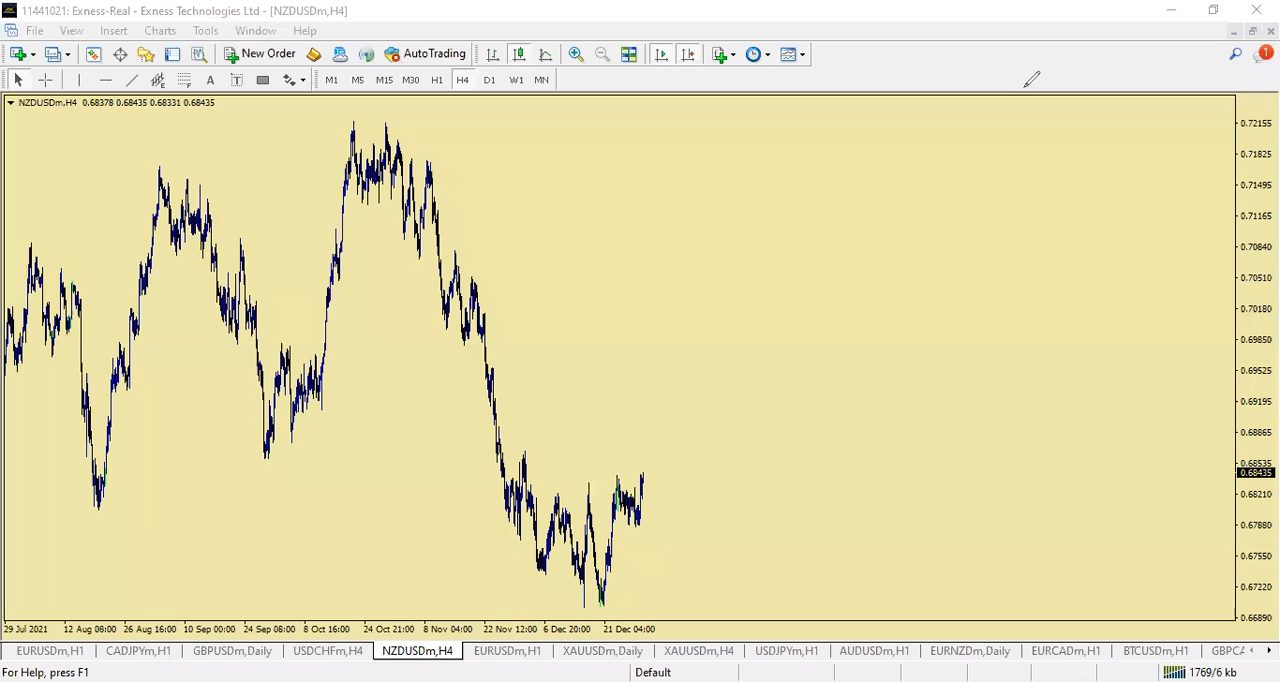 11441021: Exness-Real - Exness Technologies Ltd - [NZDUSDm,H4]
File View Insert Charts Tools Window Help
New Order AutoTrading 1
A T M1 M5 M15 M30 H1 H4 D1 W1 MN
NZDUSDm,H4 0.68378 0.68435 0.68331 0.68435
0.72155
0.71825
0.71495
0.71165
0.70840
0.70510
0.70180
0.69850
0.69525
0.69195
0.68865
0.68535
0.68435
0.68210
0.67880
0.67550
0.67220
0.66890
29 Jul 2021 12 Aug 08:00 26 Aug 16:00 10 Sep 00:00 24 Sep 08:00 8 Oct 16:00 24 Oct 21:00 8 Nov 04:00 22 Nov 12:00 6 Dec 20:00 21 Dec 04:00
EURUSDm,H1 CADJPYm,H1 GBPUSDm,Daily USDCHFm,H4 NZDUSDm,H4 EURUSDm,H1 XAUUSDm,Daily XAUUSDm,H4 USDJPYm,H1 AUDUSDm,H1 EURNZDm,Daily EURCADm,H1 BTCUSDm,H1 GBPCA
For Help, press F1 Default 1769/6 kb